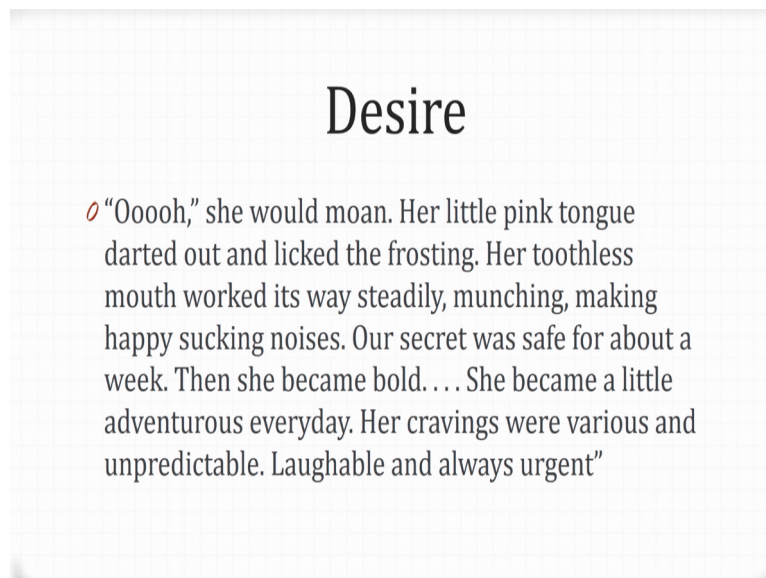 Desire
“Ooooh,” she would moan. Her little pink tongue
darted out and licked the frosting. Her toothless
mouth worked its way steadily, munching, making
happy sucking noises. Our secret was safe for about a
week. Then she became bold. . . . She became a little
adventurous everyday. Her cravings were various and
unpredictable. Laughable and always urgent”